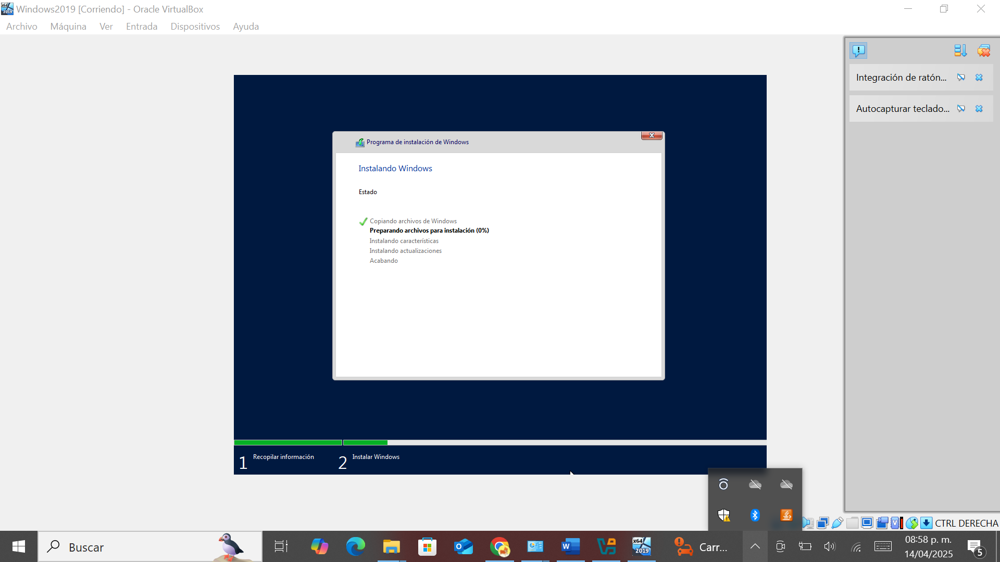 Windows2019 [Corriendo] - Oracle VirtualBox
Archivo Máquina Ver Entrada Dispositivos Ayuda
Integración de ratón...
Autocapturar teclado...
Programa de instalación de Windows
Instalando Windows
Estado
Copiando archivos de Windows
Preparando archivos para instalación (0%)
Instalando características
Instalando actualizaciones
Acabando
1 Recopilar información 2 Instalar Windows
CTRL DERECHA
Buscar
x64
2019
Carr...
08:58 p. m.
14/04/2025
5